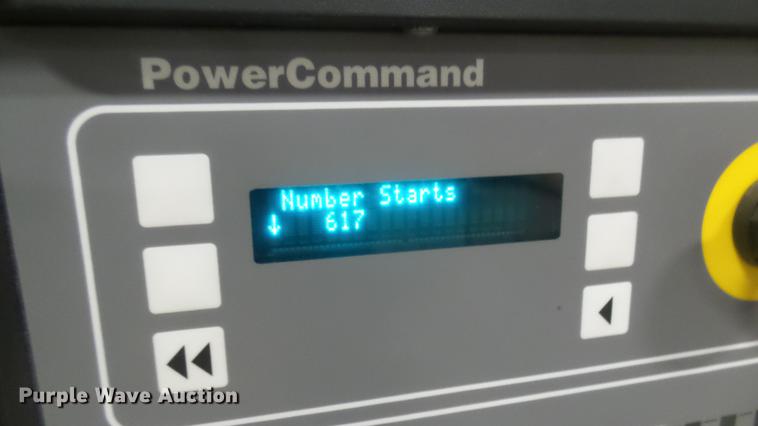 PowerCommand
Number Starts
↓ 617
Purple Wave Auction